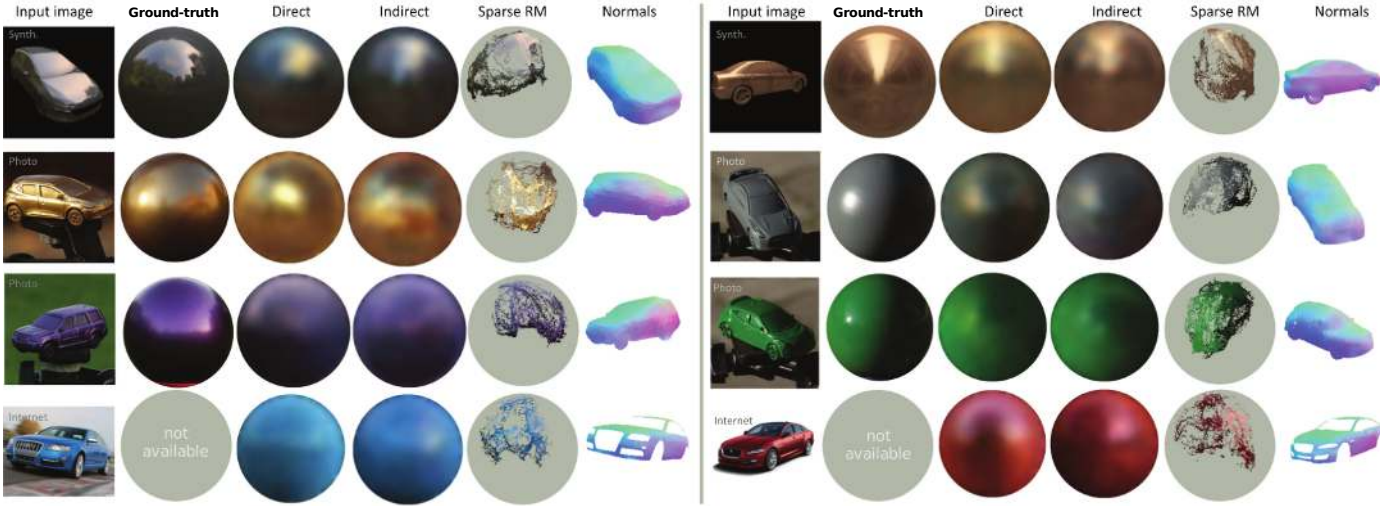 Input image Ground-truth Direct Indirect Sparse RM Normals Input image Ground-truth Direct Indirect Sparse RM Normals
Synth. Synth.
Photo Photo
Photo Photo
Internet not available Internet not available